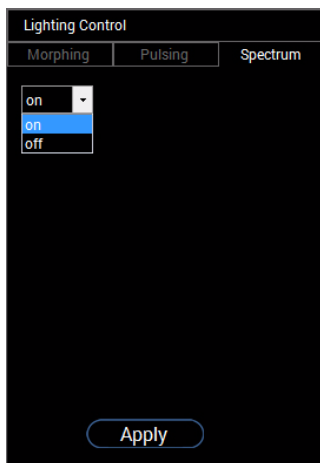 Lighting Control
Morphing Pulsing Spectrum
on
on
off
Apply